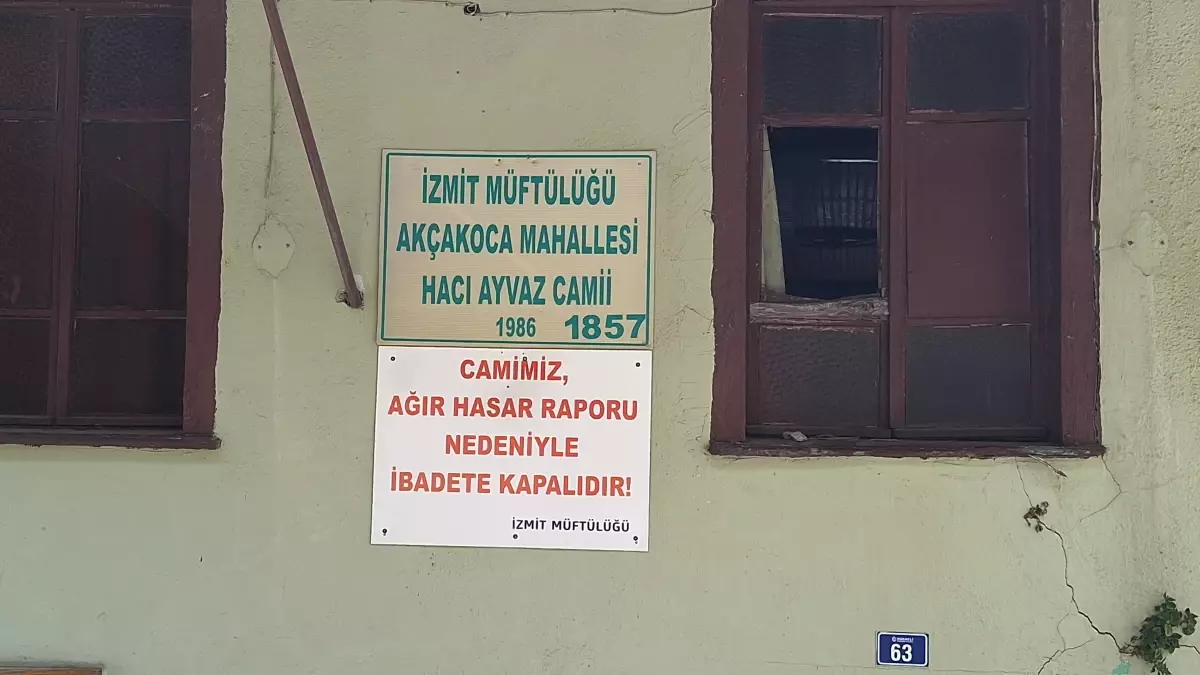 İZMİT MÜFTÜLÜĞÜ
AKÇAKOCA MAHALLESİ
HACI AYVAZ CAMİİ
1986 1857
CAMİMİZ,
AĞIR HASAR RAPORU
NEDENİYLE
İBADETE KAPALIDIR!
İZMİT MÜFTÜLÜĞÜ
63